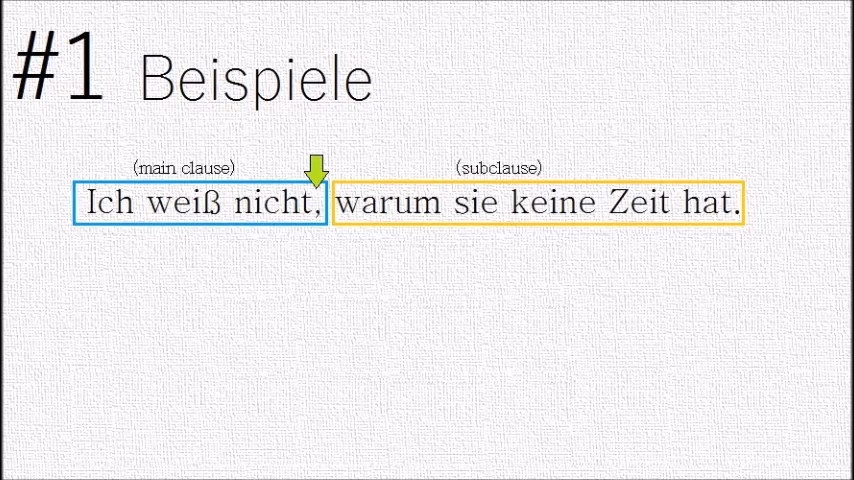 #1 Beispiele
(main clause) (subclause)
Ich weiß nicht, warum sie keine Zeit hat.